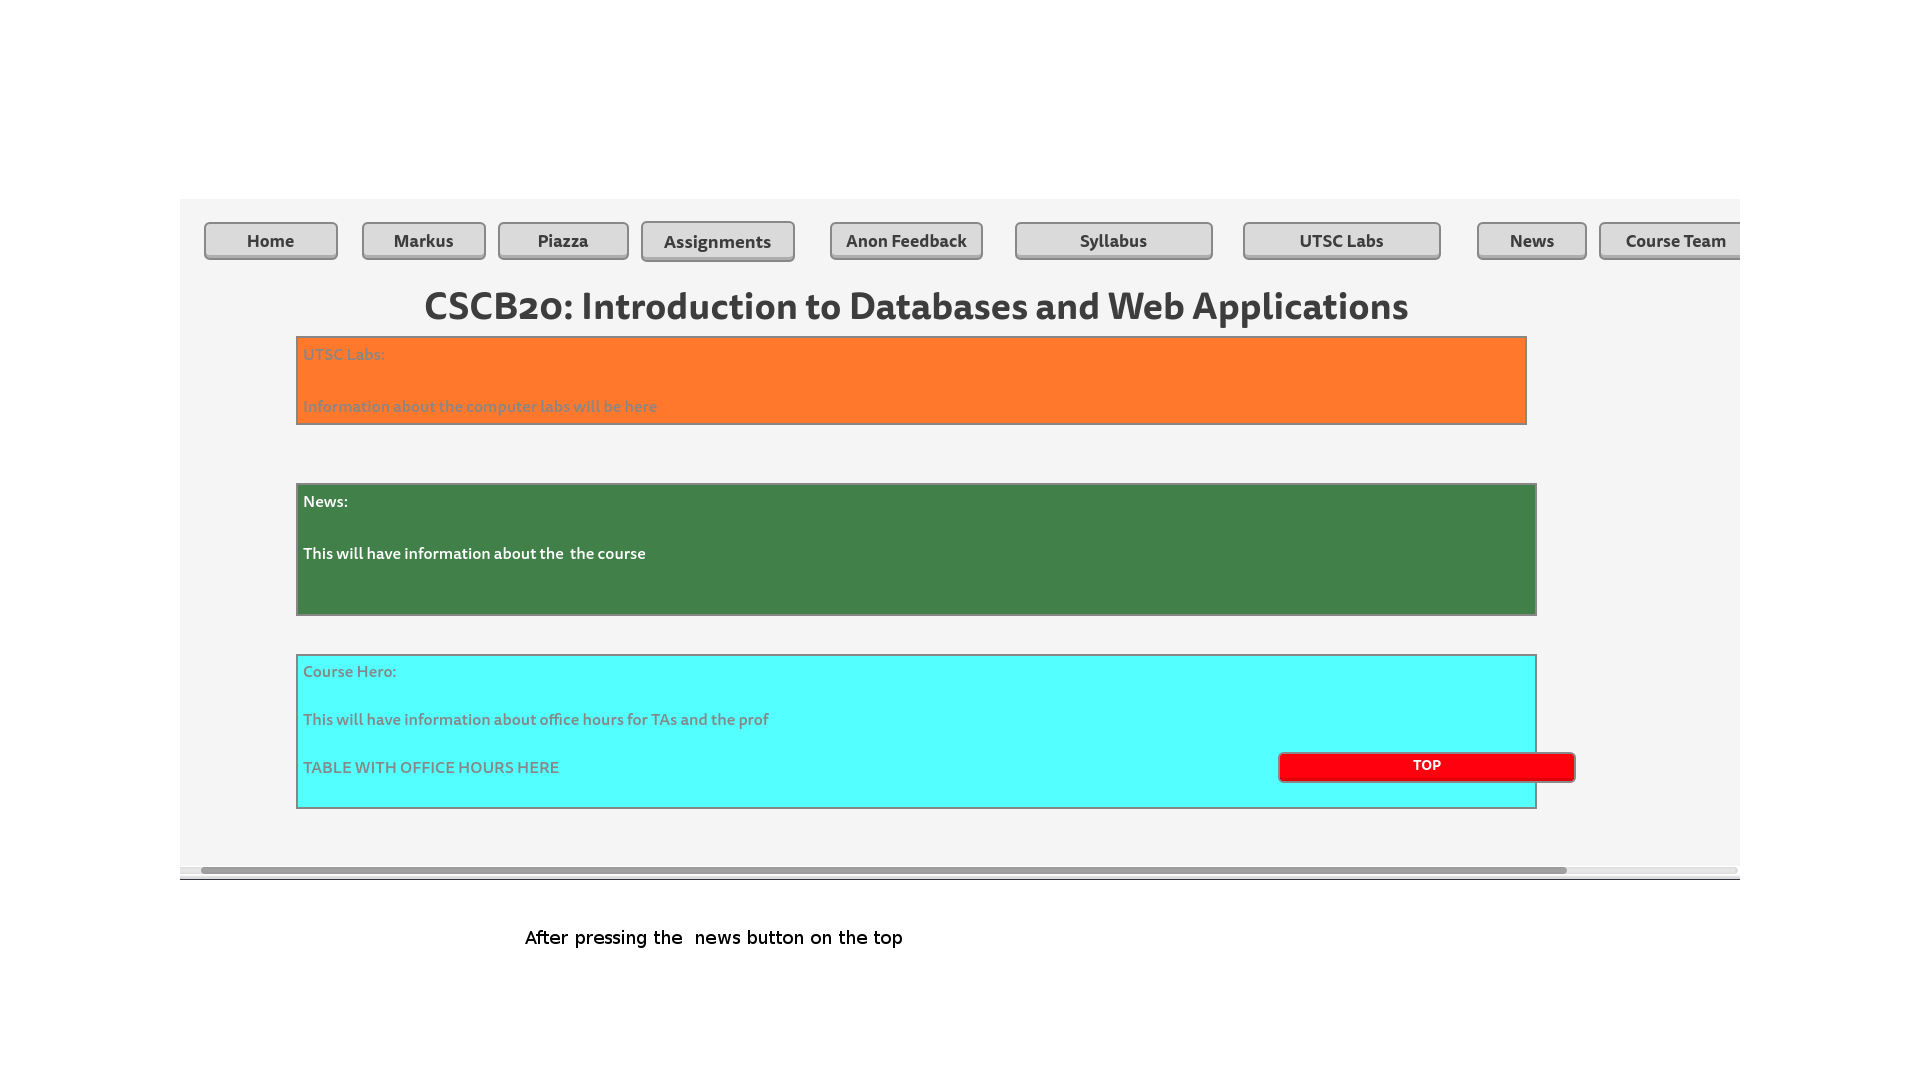 Home Markus Piazza Assignments Anon Feedback Syllabus UTSC Labs News Course Team
CSCB20: Introduction to Databases and Web Applications
UTSC Labs:
Information about the computer labs will be here
News:
This will have information about the  the course
Course Hero:
This will have information about office hours for TAs and the prof
TABLE WITH OFFICE HOURS HERE
TOP
After pressing the  news button on the top